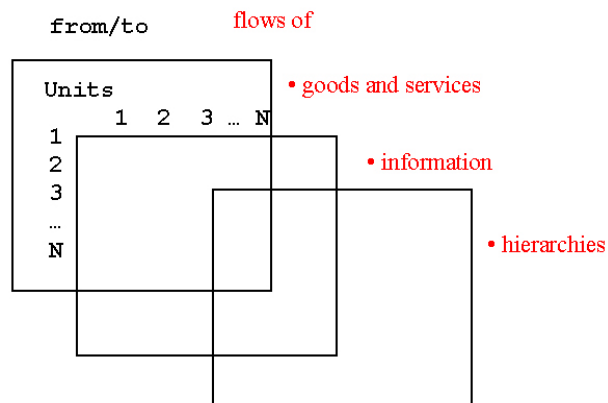 from/to
flows of
Units
• goods and services
1 2 3 … N
1
2
• information
3
…
• hierarchies
N